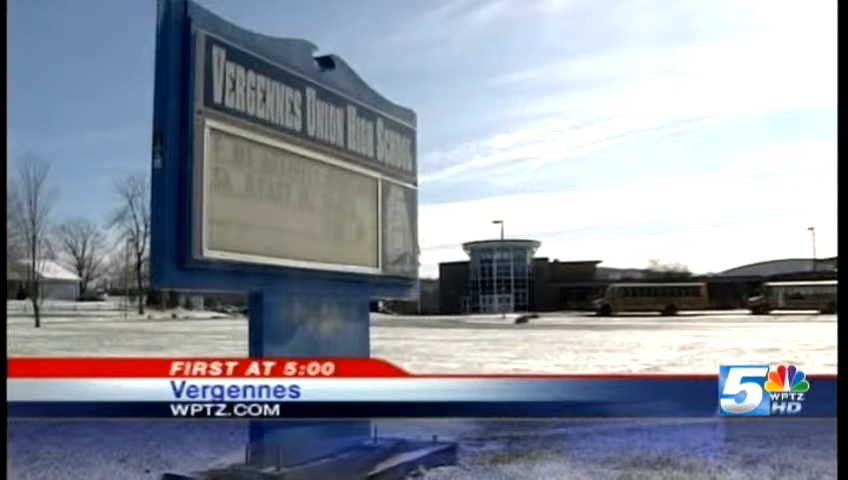 VERGENNES UNION HIGH SCHOOL
FIRST AT 5:00
Vergennes
WPTZ.COM
5
WPTZ
HD